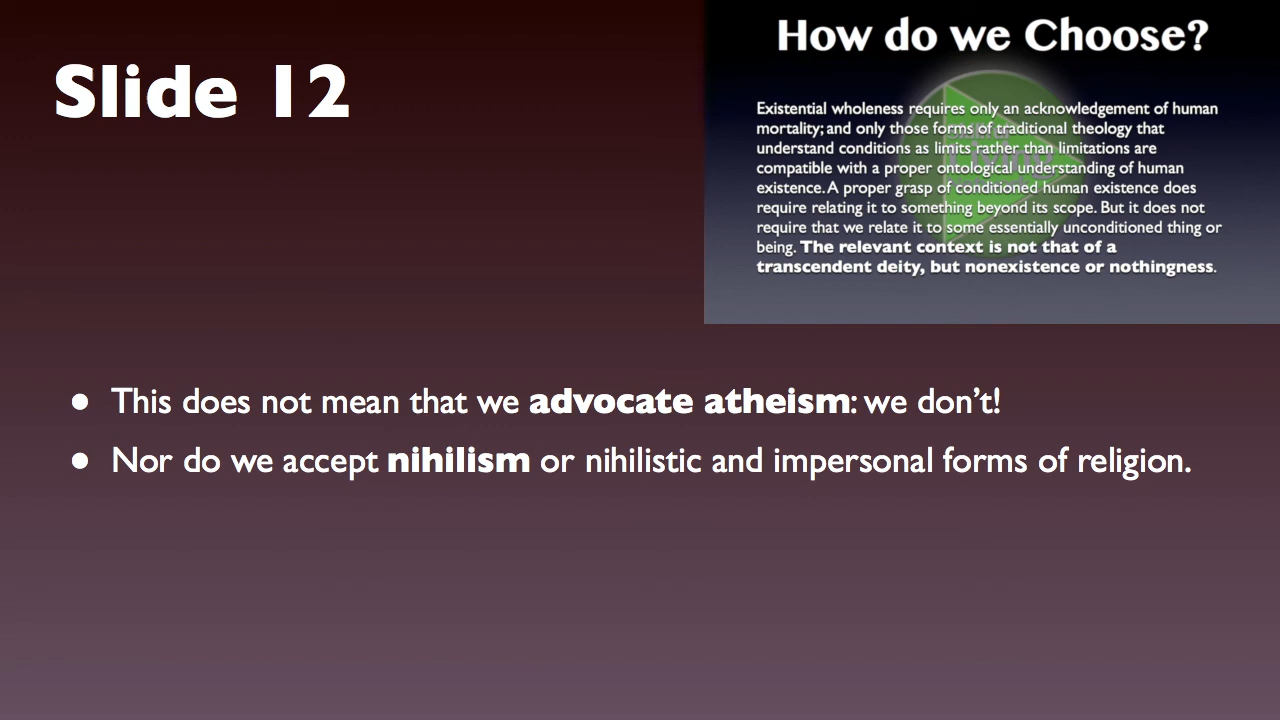 Slide 12
How do we Choose?
Existential wholeness requires only an acknowledgement of human
mortality; and only those forms of traditional theology that
understand conditions as limits rather than limitations are
compatible with a proper ontological understanding of human
existence. A proper grasp of conditioned human existence does
require relating it to something beyond its scope. But it does not
require that we relate it to some essentially unconditioned thing or
being. The relevant context is not that of a
transcendent deity, but nonexistence or nothingness.
• This does not mean that we advocate atheism: we don't!
• Nor do we accept nihilism or nihilistic and impersonal forms of religion.